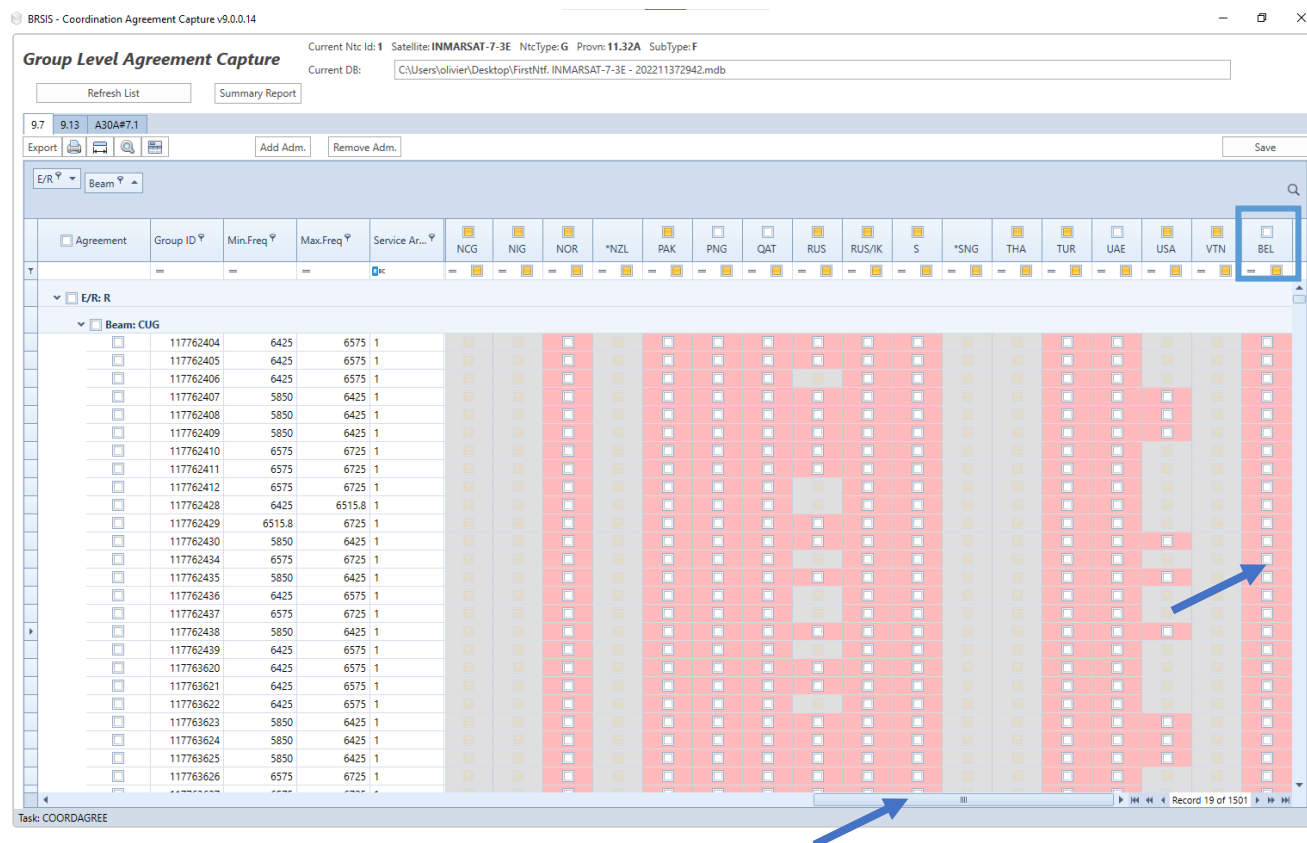 BRSIS - Coordination Agreement Capture v9.0.0.14
Group Level Agreement Capture
Current Ntc Id: 1 Satellite: INMARSAT-7-3E NtcType: G Provn: 11.32A SubType: F
Current DB: C:\Users\olivier\Desktop\FirstNtf. INMARSAT-7-3E - 202211372942.mdb
Refresh List Summary Report
9.7 9.13 A30A#7.1
Export Add Adm. Remove Adm. Save
E/R Beam
Agreement Group ID Min.Freq Max.Freq Service Ar... NCG NIG NOR *NZL PAK PNG QAT RUS RUS/IK S *SNG THA TUR UAE USA VTN BEL
= = = = = = = = = = = = = = = = = = = =
E/R: R
Beam: CUG
117762404 6425 6575 1
117762405 6425 6575 1
117762406 6425 6575 1
117762407 5850 6425 1
117762408 5850 6425 1
117762409 5850 6425 1
117762410 6575 6725 1
117762411 6575 6725 1
117762412 6575 6725 1
117762428 6425 6515.8 1
117762429 6515.8 6725 1
117762430 5850 6425 1
117762434 6575 6725 1
117762435 5850 6425 1
117762436 6425 6575 1
117762437 6575 6725 1
117762438 5850 6425 1
117762439 6425 6575 1
117763620 6425 6575 1
117763621 6425 6575 1
117763622 6425 6575 1
117763623 5850 6425 1
117763624 5850 6425 1
117763625 5850 6425 1
117763626 6575 6725 1
Record 19 of 1501
Task: COORDAGREE